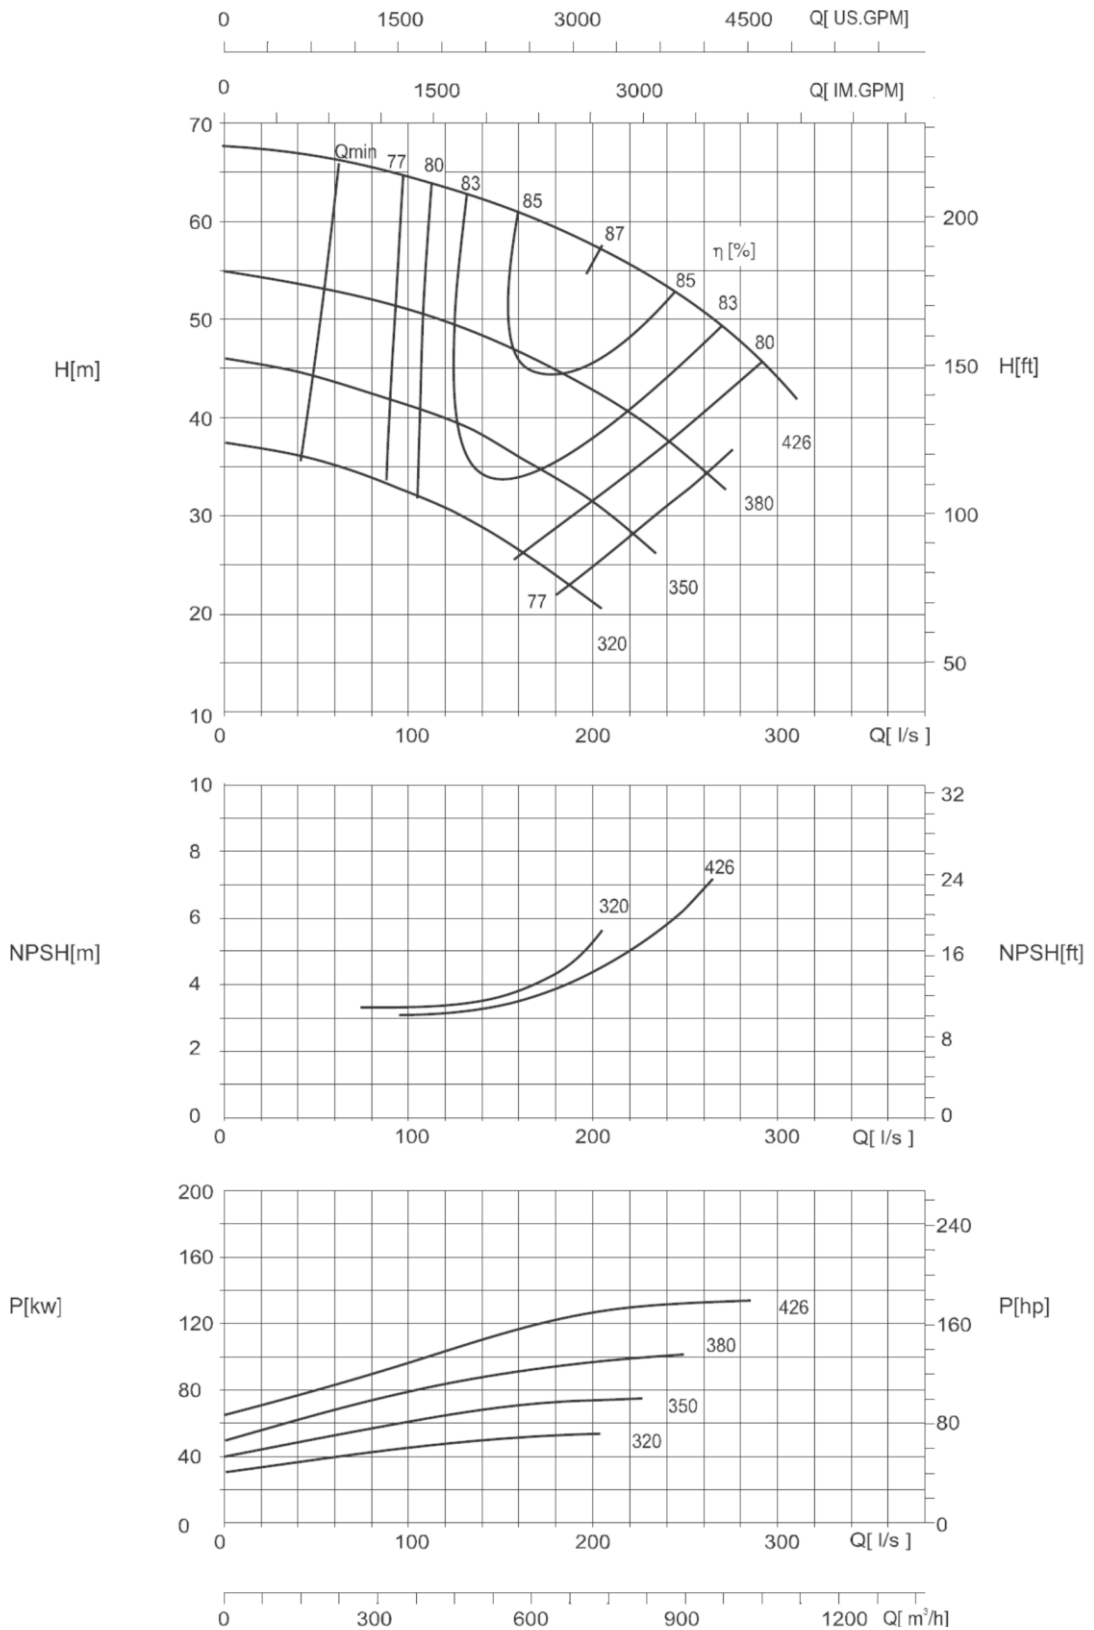 0 1500 3000 4500 Q[ US.GPM]
0 1500 3000 Q[ IM.GPM]
70
Qmin 77 80 83 85 87
60 200
η [%]
85 83 80
50
H[m] 150 H[ft]
40
426
380
30 100
350
77
20
320
50
10
0 100 200 300 Q[ l/s ]
10 32
8
426 24
320
6
NPSH[m] 16 NPSH[ft]
4
8
2
0 0
0 100 200 300 Q[ l/s ]
200
240
160
P[kw] 426 P[hp]
120 160
380
80
350
80
320
40
0 0
0 100 200 300 Q[ l/s ]
0 300 600 900 1200 Q[ m³/h]